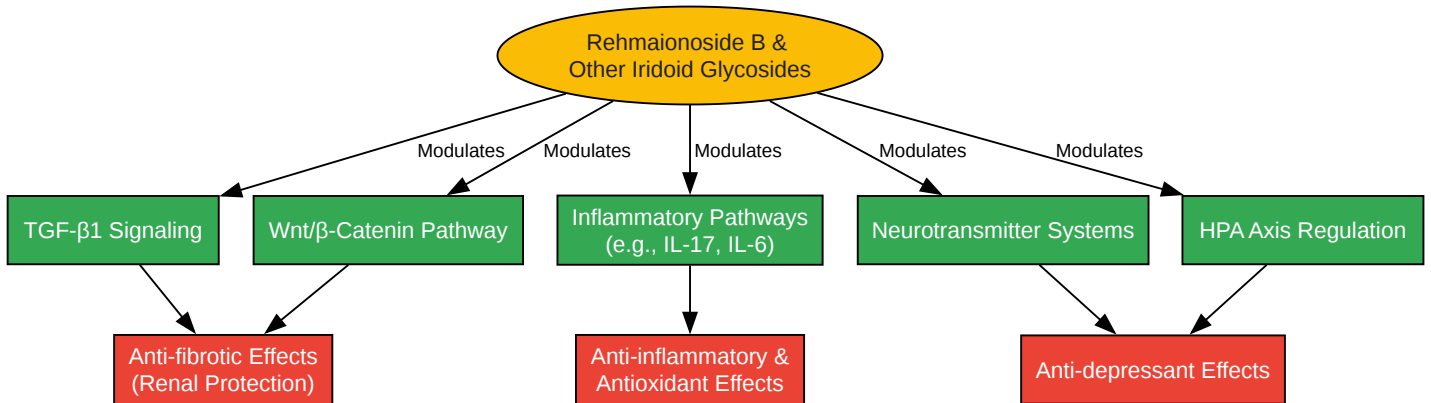 Rehmaionoside B &
Other Iridoid Glycosides
Modulates
Modulates
Modulates
Modulates
Modulates
TGF-β1 Signaling
Wnt/β-Catenin Pathway
Inflammatory Pathways
(e.g., IL-17, IL-6)
Neurotransmitter Systems
HPA Axis Regulation
Anti-fibrotic Effects
(Renal Protection)
Anti-inflammatory &
Antioxidant Effects
Anti-depressant Effects